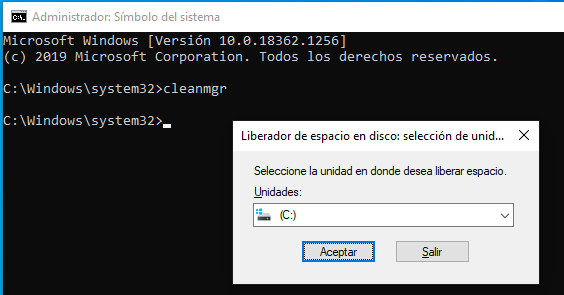 Administrador: Símbolo del sistema
Microsoft Windows [Versión 10.0.18362.1256]
(c) 2019 Microsoft Corporation. Todos los derechos reservados.
C:\Windows\system32>cleanmgr
C:\Windows\system32>
Liberador de espacio en disco: selección de unid...
Seleccione la unidad en donde desea liberar espacio.
Unidades:
(C:)
Aceptar
Salir